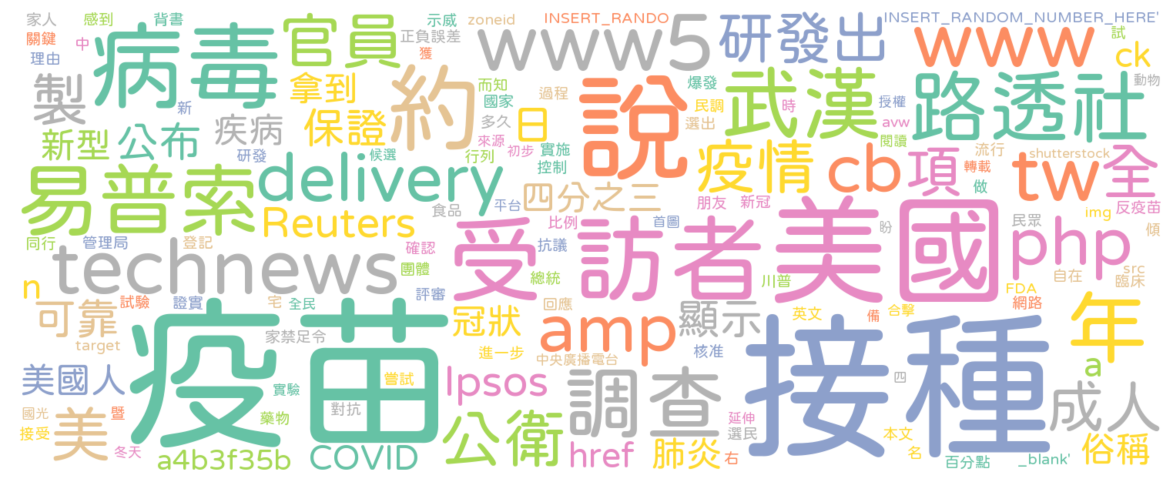 家人
感到
背書
官員
示威
zoneid
INSERT_RANDO
研發出
INSERT_RANDOM_NUMBER_HERE'
關鍵
中
病毒
正負誤差
www5
www
試
理由
獲
ck
製
拿到
約
而知
過程
說
爆發
武漢
路透社
動物
新
保證
國家
民調
授權
新型
公布
疾病
日
多久
選出
時
avw
研發
候選
來源
初步
實施
疫情
閱讀
行列
控制
cb
項
流行
shutterstock
全
易普索
delivery
四分之三
轉載
tw
做
Reuters
食品
平台
朋友
新冠
反疫苗
同行
管理局
登記
確認
比例
首圖
受訪者
美國
民眾
img
抗議
盼
php
傾
technews
團體
總統
川普
自在
src
臨床
n
試驗
證實
宅
全民
評審
回應
英文
備
合擊
FDA
網路
可靠
疫苗
冠狀
amp
顯示
年
target
家禁足令
進一步
中央廣播電台
核准
接種
美國人
實驗
嘗試
Ipsos
調查
四
a
國光
美
暨
藥物
對抗
公衛
延伸
選民
成人
接受
冬天
a4b3f35b
COVID
href
肺炎
右
本文
名
百分點
_blank'
俗稱